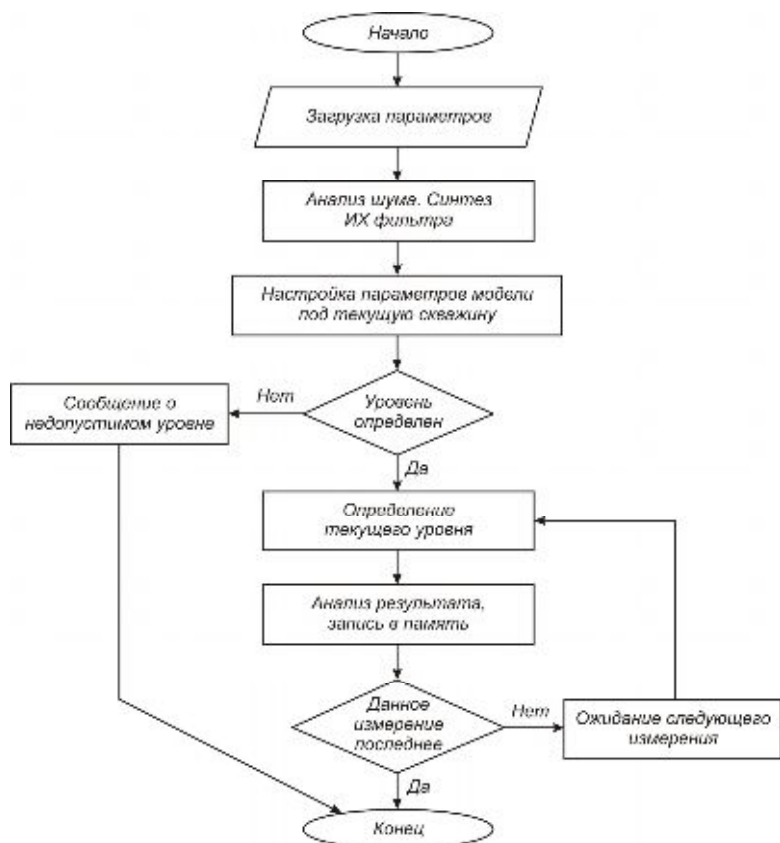 Начало
Загрузка параметров
Анализ шума. Синтез
ИХ фильтра
Настройка параметров модели
под текущую скважину
Нет
Сообщение о
недопустимом уровне
Уровень
определен
Да
Определение
текущего уровня
Анализ результата,
запись в память
Данное
измерение
последнее
Нет
Ожидание следующего
измерения
Да
Конец